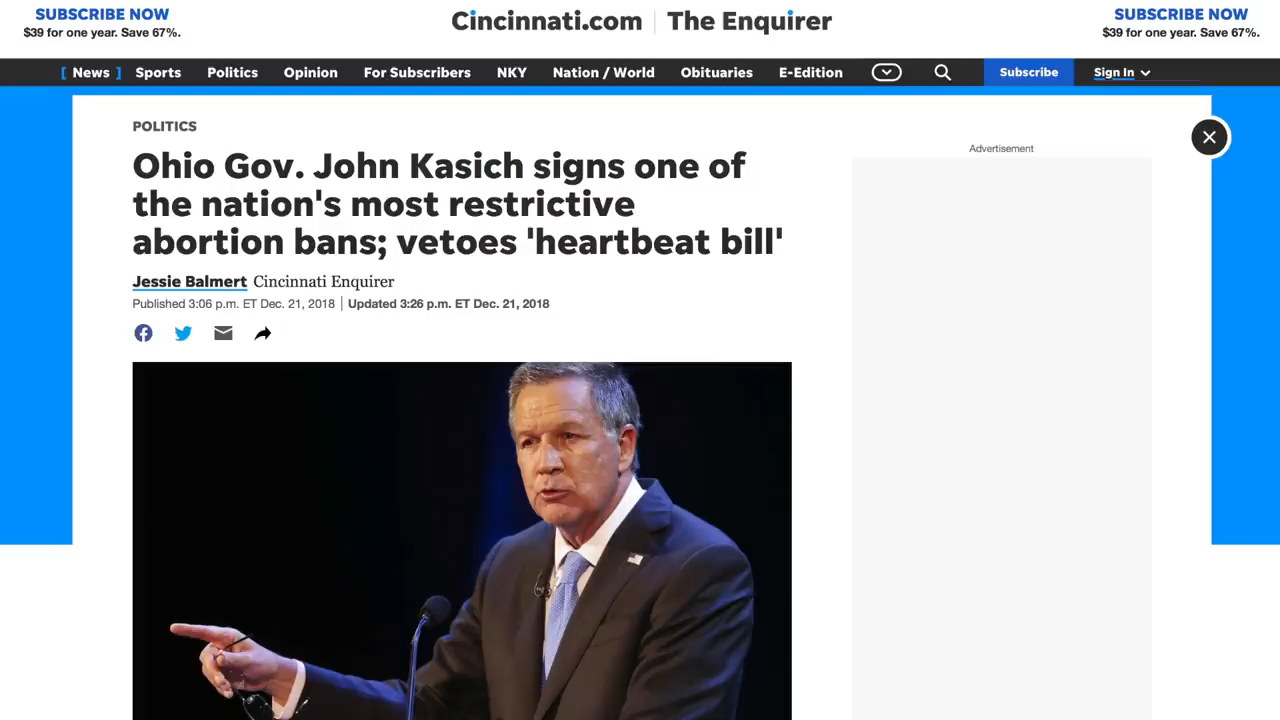 SUBSCRIBE NOW
$39 for one year. Save 67%.
Cincinnati.com | The Enquirer
SUBSCRIBE NOW
$39 for one year. Save 67%.
[ News ] Sports Politics Opinion For Subscribers NKY Nation / World Obituaries E-Edition Subscribe Sign In
POLITICS
Ohio Gov. John Kasich signs one of
the nation's most restrictive
abortion bans; vetoes 'heartbeat bill'
Jessie Balmert Cincinnati Enquirer
Published 3:06 p.m. ET Dec. 21, 2018 | Updated 3:26 p.m. ET Dec. 21, 2018
Advertisement